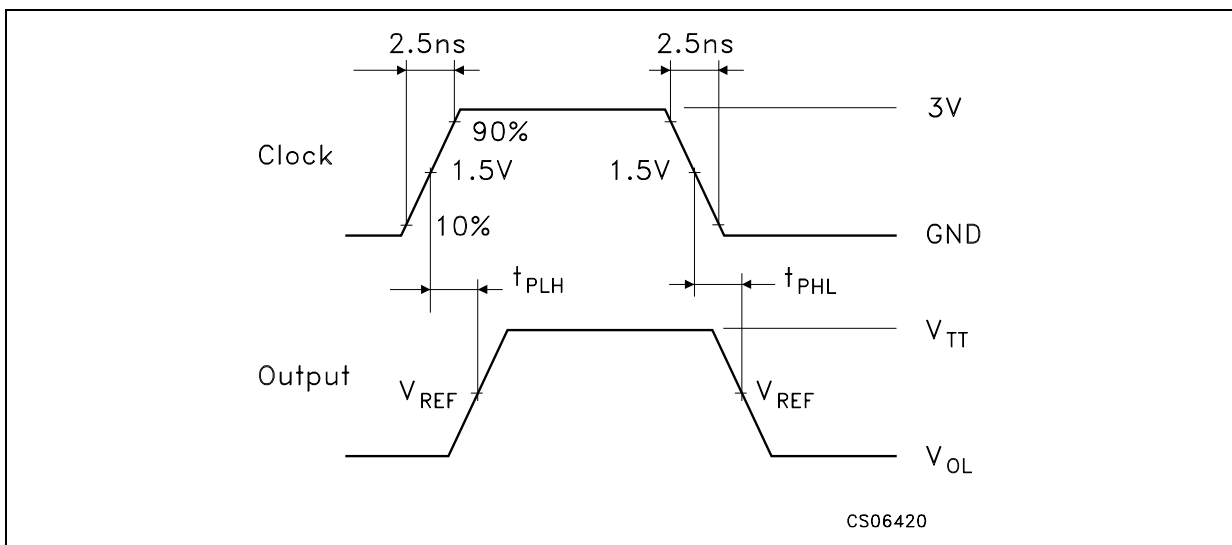 2.5ns 2.5ns
3V
90%
Clock 1.5V 1.5V
10%
GND
tPLH tPHL
VTT
Output
VREF VREF
VOL
CS06420